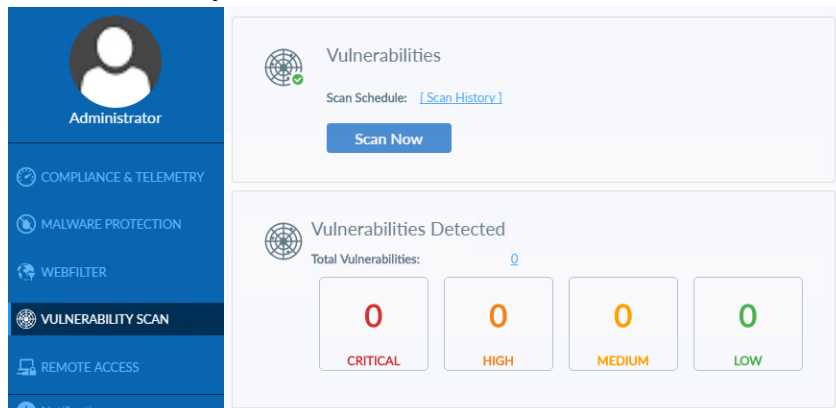 Administrator
COMPLIANCE & TELEMETRY
MALWARE PROTECTION
WEBFILTER
VULNERABILITY SCAN
REMOTE ACCESS
Vulnerabilities
Scan Schedule: [ Scan History ]
Scan Now
Vulnerabilities Detected
Total Vulnerabilities: 0
0 0 0 0
CRITICAL HIGH MEDIUM LOW